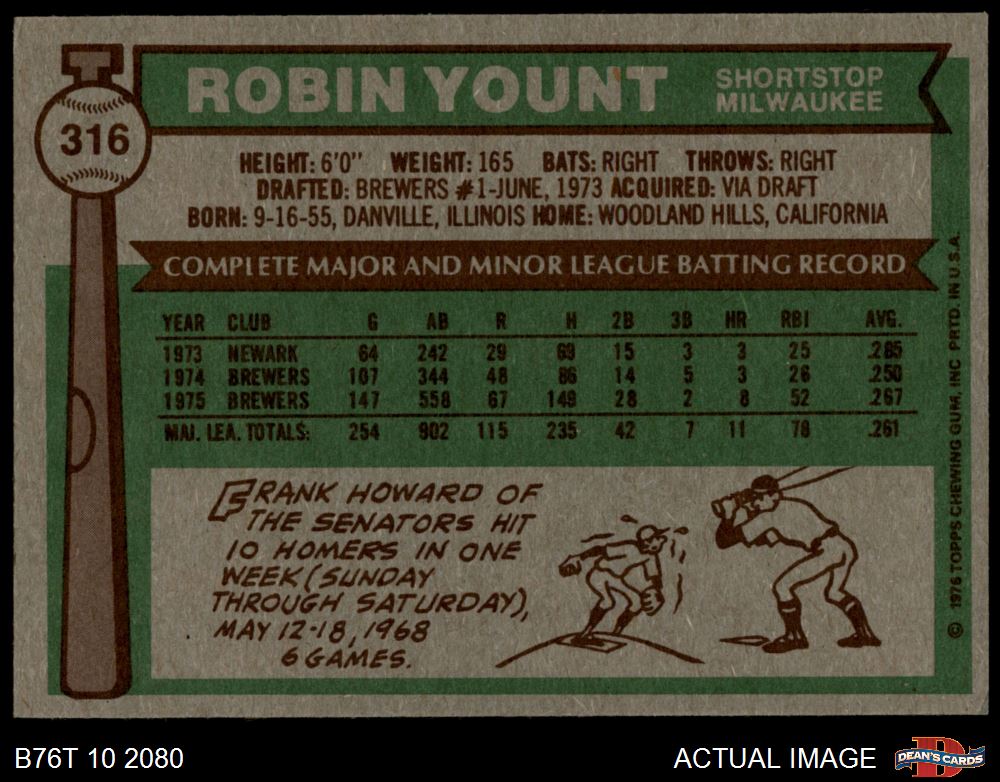 ROBIN YOUNT
SHORTSTOP
MILWAUKEE
316
HEIGHT: 6'0" WEIGHT: 165 BATS: RIGHT THROWS: RIGHT
DRAFTED: BREWERS #1-JUNE, 1973 ACQUIRED: VIA DRAFT
BORN: 9-16-55, DANVILLE, ILLINOIS HOME: WOODLAND HILLS, CALIFORNIA
COMPLETE MAJOR AND MINOR LEAGUE BATTING RECORD
YEAR CLUB G AB R H 2B 3B HR RBI AVG.
1973 NEWARK 64 242 29 69 15 3 3 25 .285
1974 BREWERS 107 344 48 86 14 5 3 26 .250
1975 BREWERS 147 558 67 149 28 2 8 52 .267
MAJ. LEA. TOTALS: 254 902 115 235 42 7 11 78 .261
FRANK HOWARD OF
THE SENATORS HIT
10 HOMERS IN ONE
WEEK (SUNDAY
THROUGH SATURDAY),
MAY 12-18, 1968
6 GAMES.
© 1976 TOPPS CHEWING GUM, INC PRTD. IN U.S.A.
B76T 10 2080
ACTUAL IMAGE
D
DEAN'S CARDS